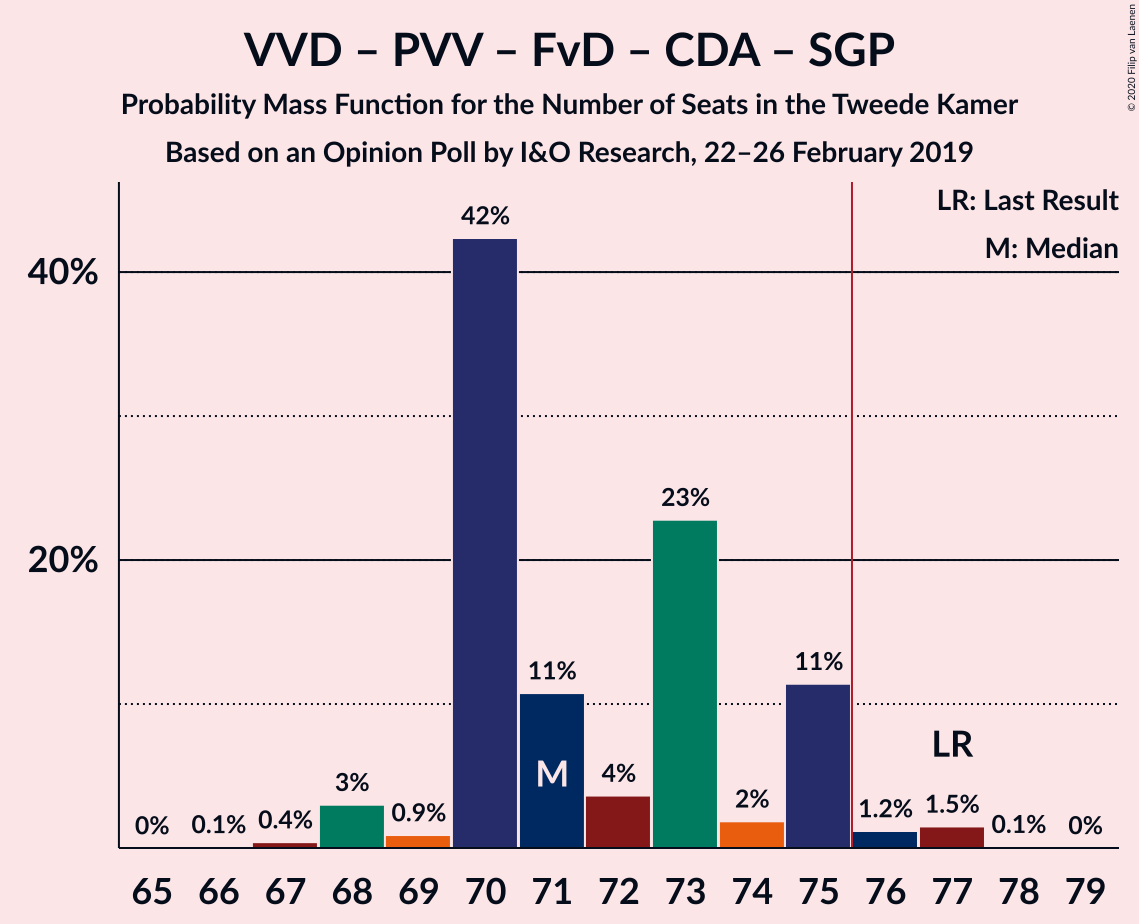 VVD – PVV – FvD – CDA – SGP
Probability Mass Function for the Number of Seats in the Tweede Kamer
Based on an Opinion Poll by I&O Research, 22–26 February 2019
© 2020 Filip van Laenen
LR: Last Result
M: Median
40%
20%
0%
0.1%
0.4%
3%
0.9%
42%
11%
4%
23%
2%
11%
1.2%
1.5%
0.1%
0%
M
LR
65 66 67 68 69 70 71 72 73 74 75 76 77 78 79